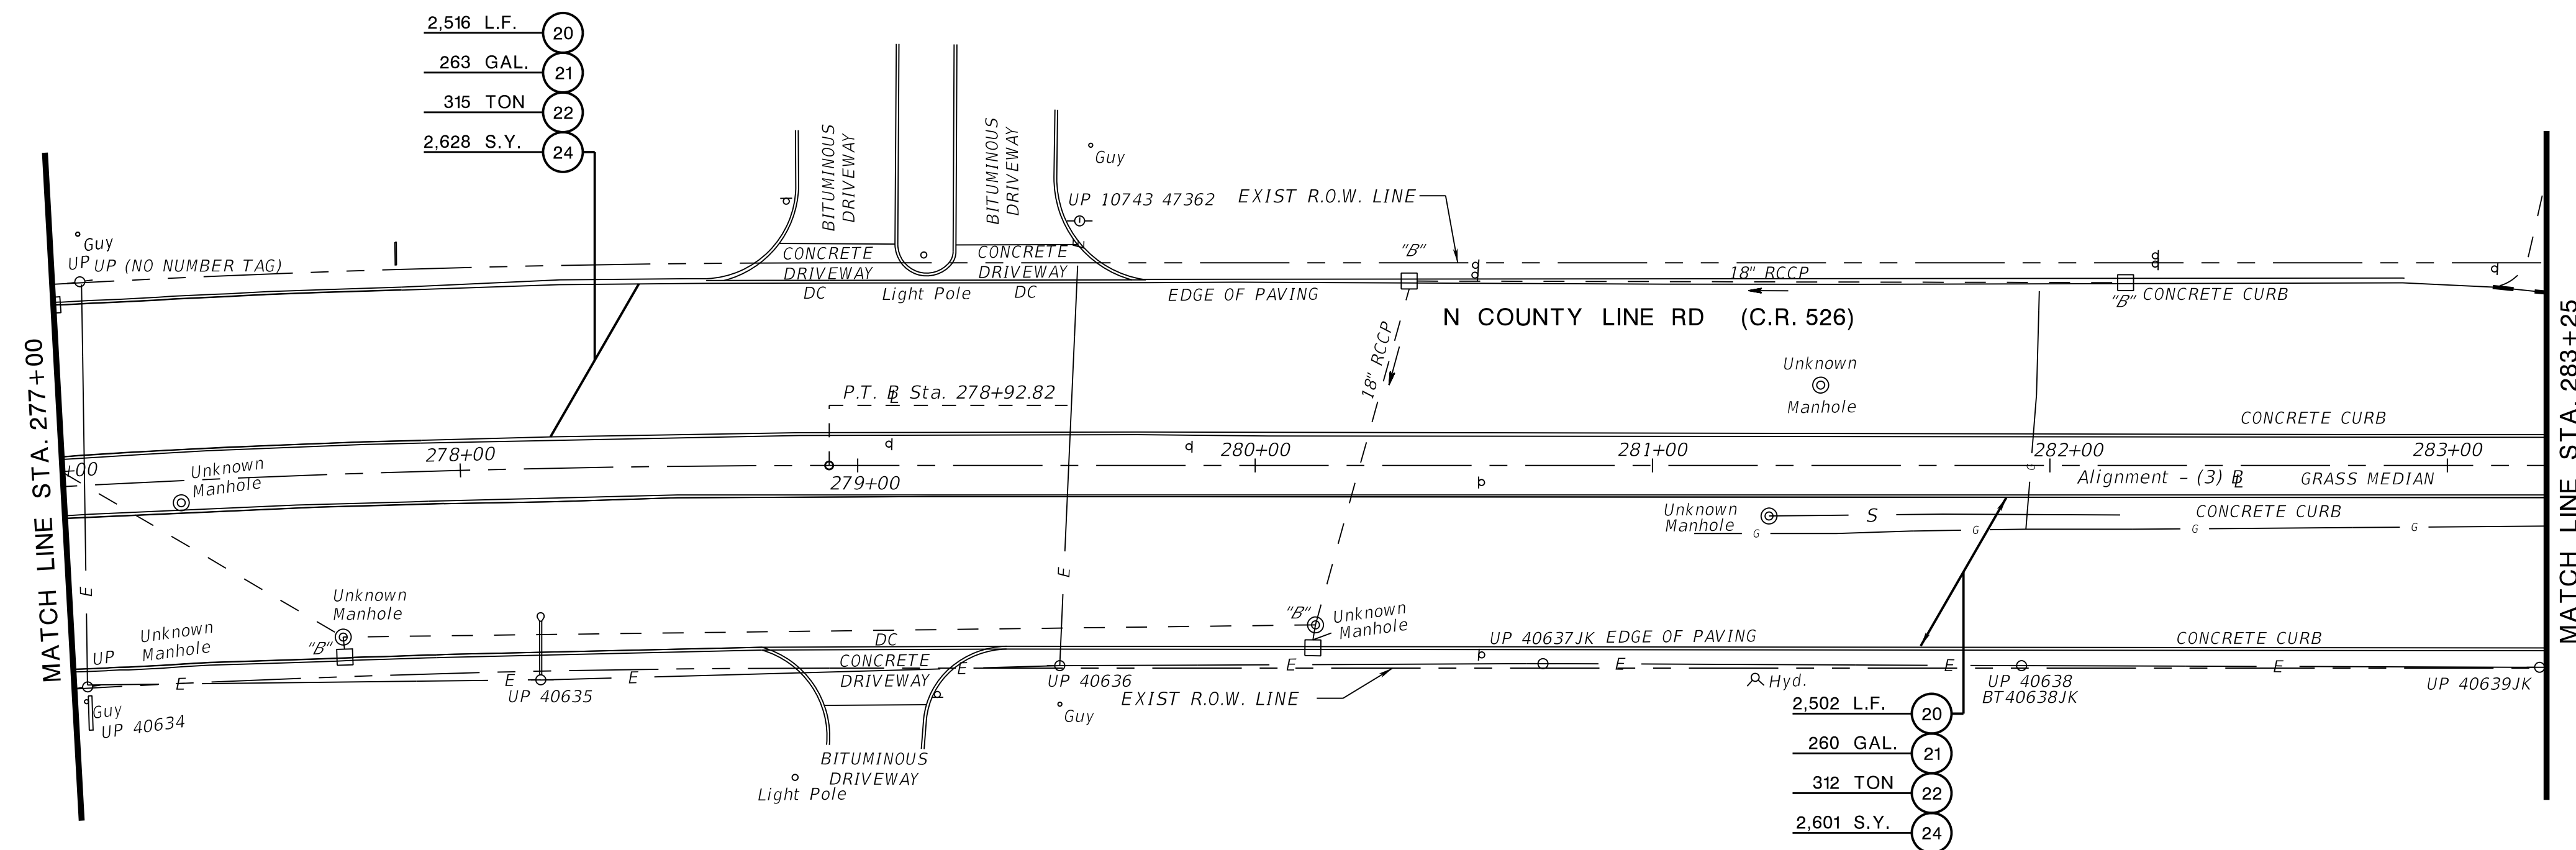 2,516 L.F. 20
263 GAL. 21
315 TON 22
2,628 S.Y. 24
BITUMINOUS
DRIVEWAY
BITUMINOUS
DRIVEWAY
Guy
UP 10743 47362
EXIST R.O.W. LINE
Guy
UP
UP (NO NUMBER TAG)
CONCRETE
DRIVEWAY
CONCRETE
DRIVEWAY
DC
Light Pole
DC
EDGE OF PAVING
"B"
18" RCCP
"B"
CONCRETE CURB
N COUNTY LINE RD (C.R. 526)
18" RCCP
MATCH LINE STA. 277+00
MATCH LINE STA. 283+25
Unknown
Manhole
P.T. BL Sta. 278+92.82
CONCRETE CURB
+00
Unknown
Manhole
278+00
279+00
280+00
281+00
282+00
283+00
G
Alignment - (3) BL
GRASS MEDIAN
Unknown
Manhole
S
CONCRETE CURB
G
G
G
G
E
E
Unknown
Manhole
"B"
Unknown
Manhole
UP
"B"
Unknown
Manhole
DC
CONCRETE
DRIVEWAY
UP 40637JK
EDGE OF PAVING
CONCRETE CURB
E
E
E
E
E
E
E
E
UP 40635
UP 40636
EXIST R.O.W. LINE
Hyd.
UP 40638
BT40638JK
UP 40639JK
Guy
UP 40634
Guy
BITUMINOUS
DRIVEWAY
Light Pole
2,502 L.F. 20
260 GAL. 21
312 TON 22
2,601 S.Y. 24